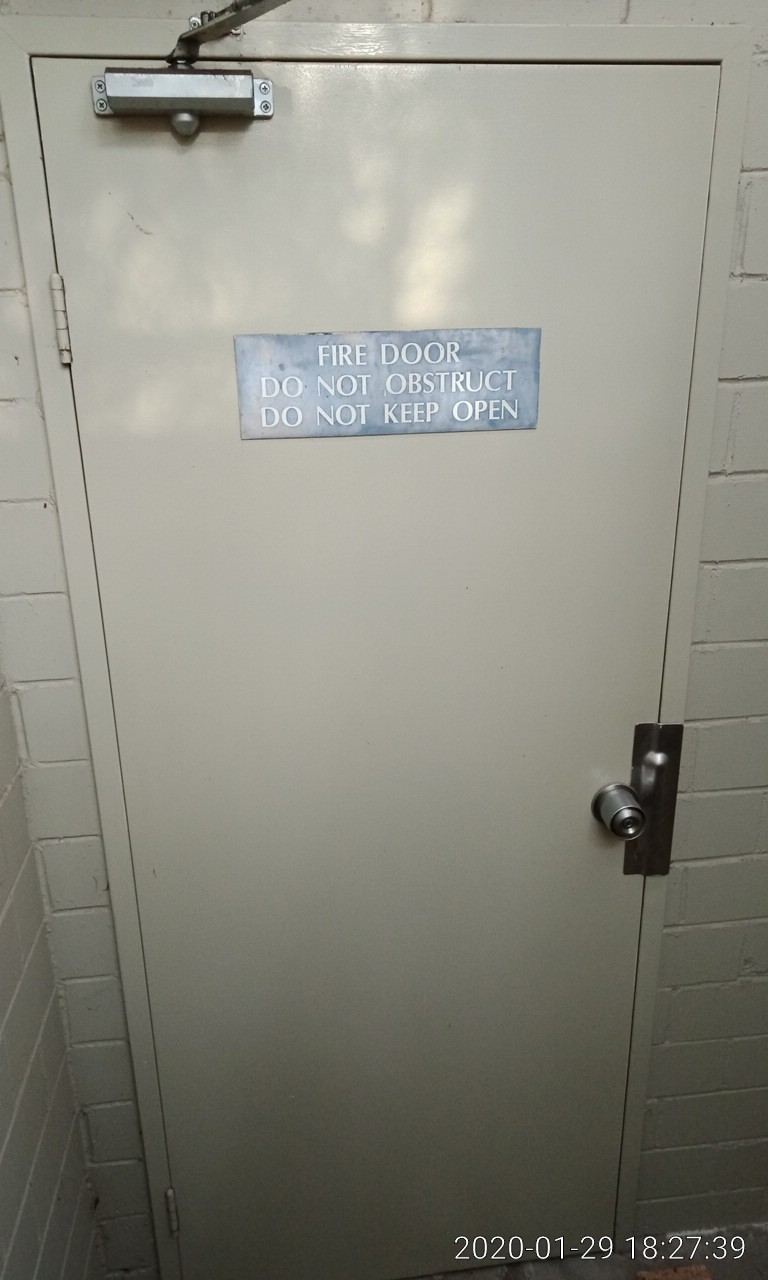 FIRE DOOR
DO NOT OBSTRUCT
DO NOT KEEP OPEN
2020-01-29 18:27:39